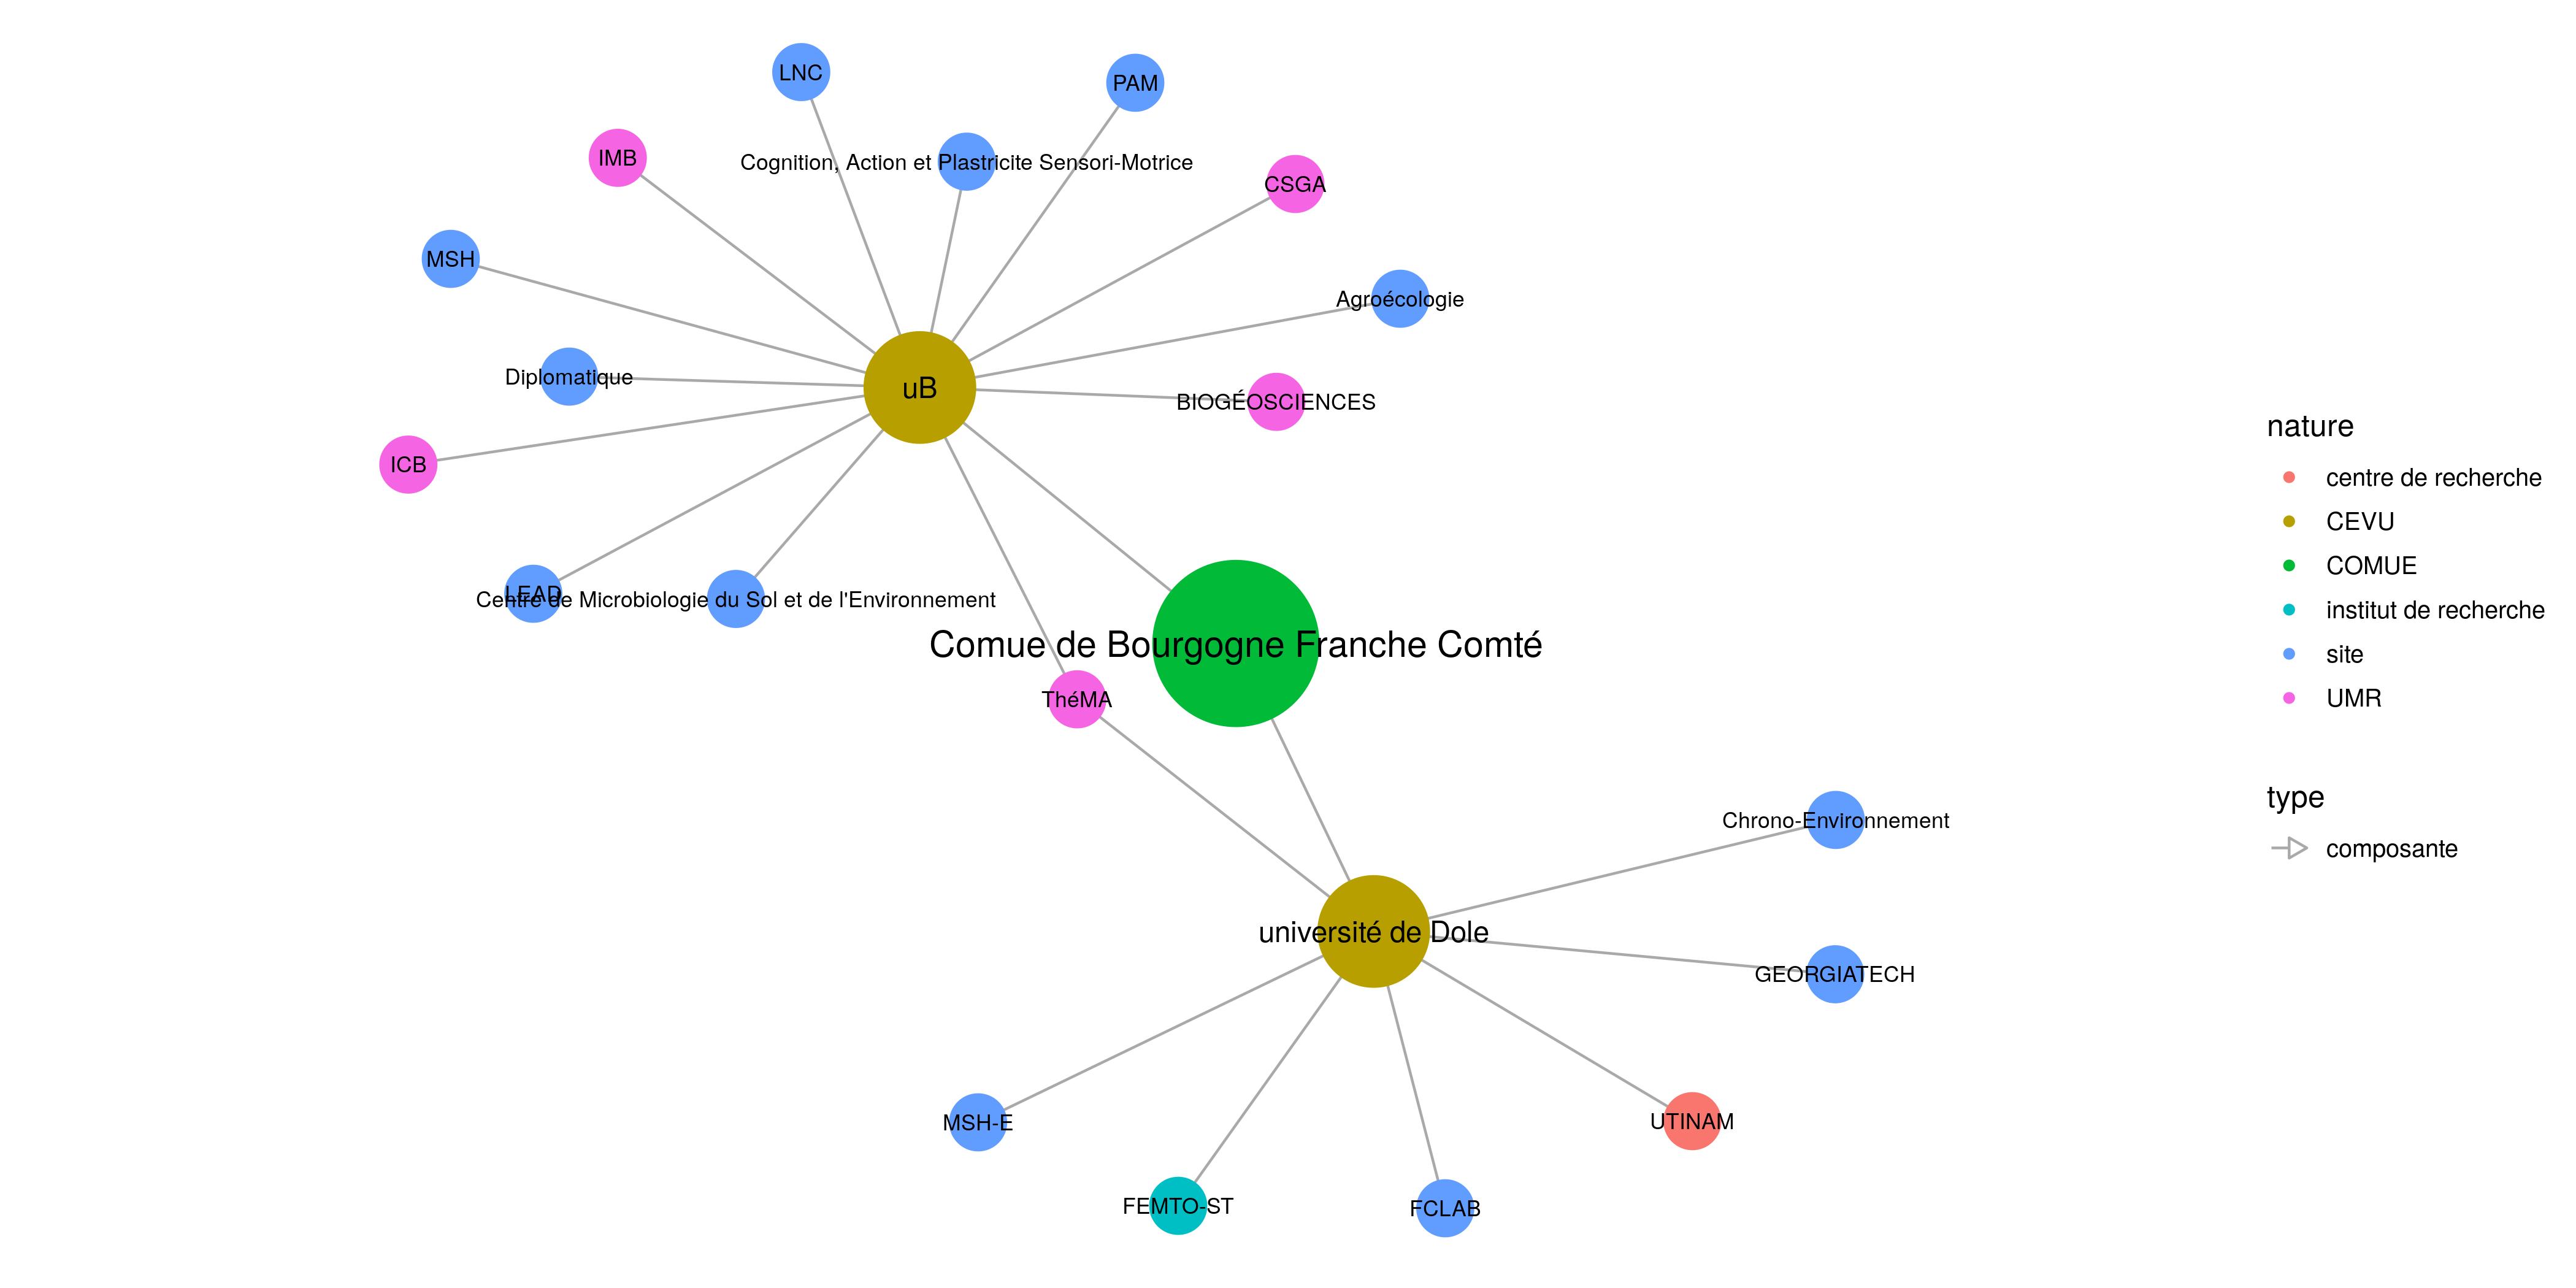 LNC
PAM
IMB
Cognition, Action et Plastricite Sensori-Motrice
CSGA
MSH
Agroécologie
Diplomatique
uB
BIOGÉOSCIENCES
ICB
LEAD
Centre de Microbiologie du Sol et de l'Environnement
Comue de Bourgogne Franche Comté
ThéMA
Chrono-Environnement
université de Dole
GEORGIATECH
MSH-E
UTINAM
FEMTO-ST
FCLAB
nature
centre de recherche
CEVU
COMUE
institut de recherche
site
UMR
type
composante